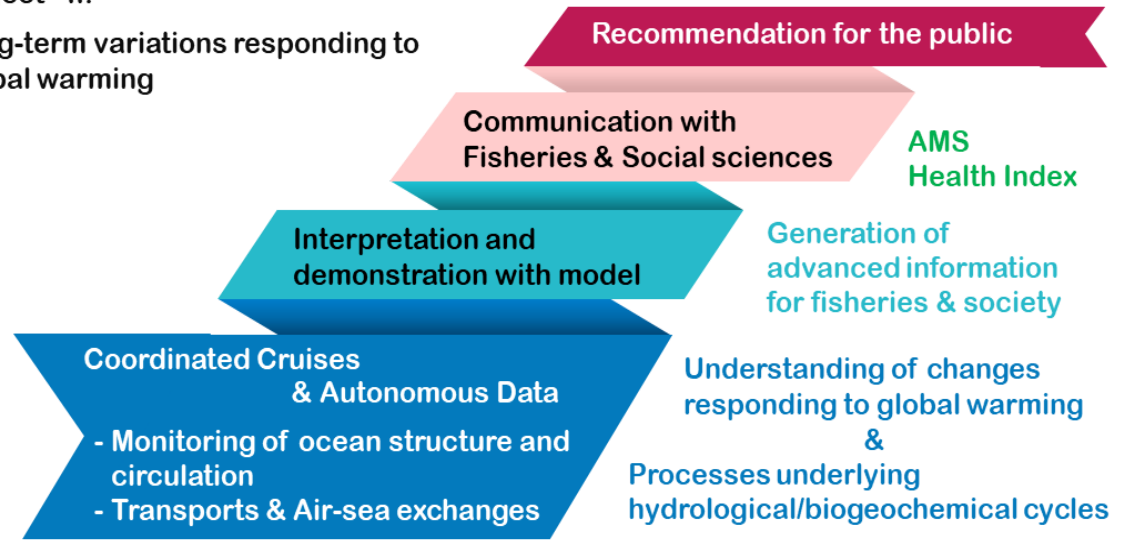 g-term variations responding to
bal warming
Recommendation for the public
Communication with
Fisheries & Social sciences
AMS
Health Index
Interpretation and
demonstration with model
Generation of
advanced information
for fisheries & society
Coordinated Cruises
& Autonomous Data
- Monitoring of ocean structure and
circulation
- Transports & Air-sea exchanges
Understanding of changes
responding to global warming
&
Processes underlying
hydrological/biogeochemical cycles